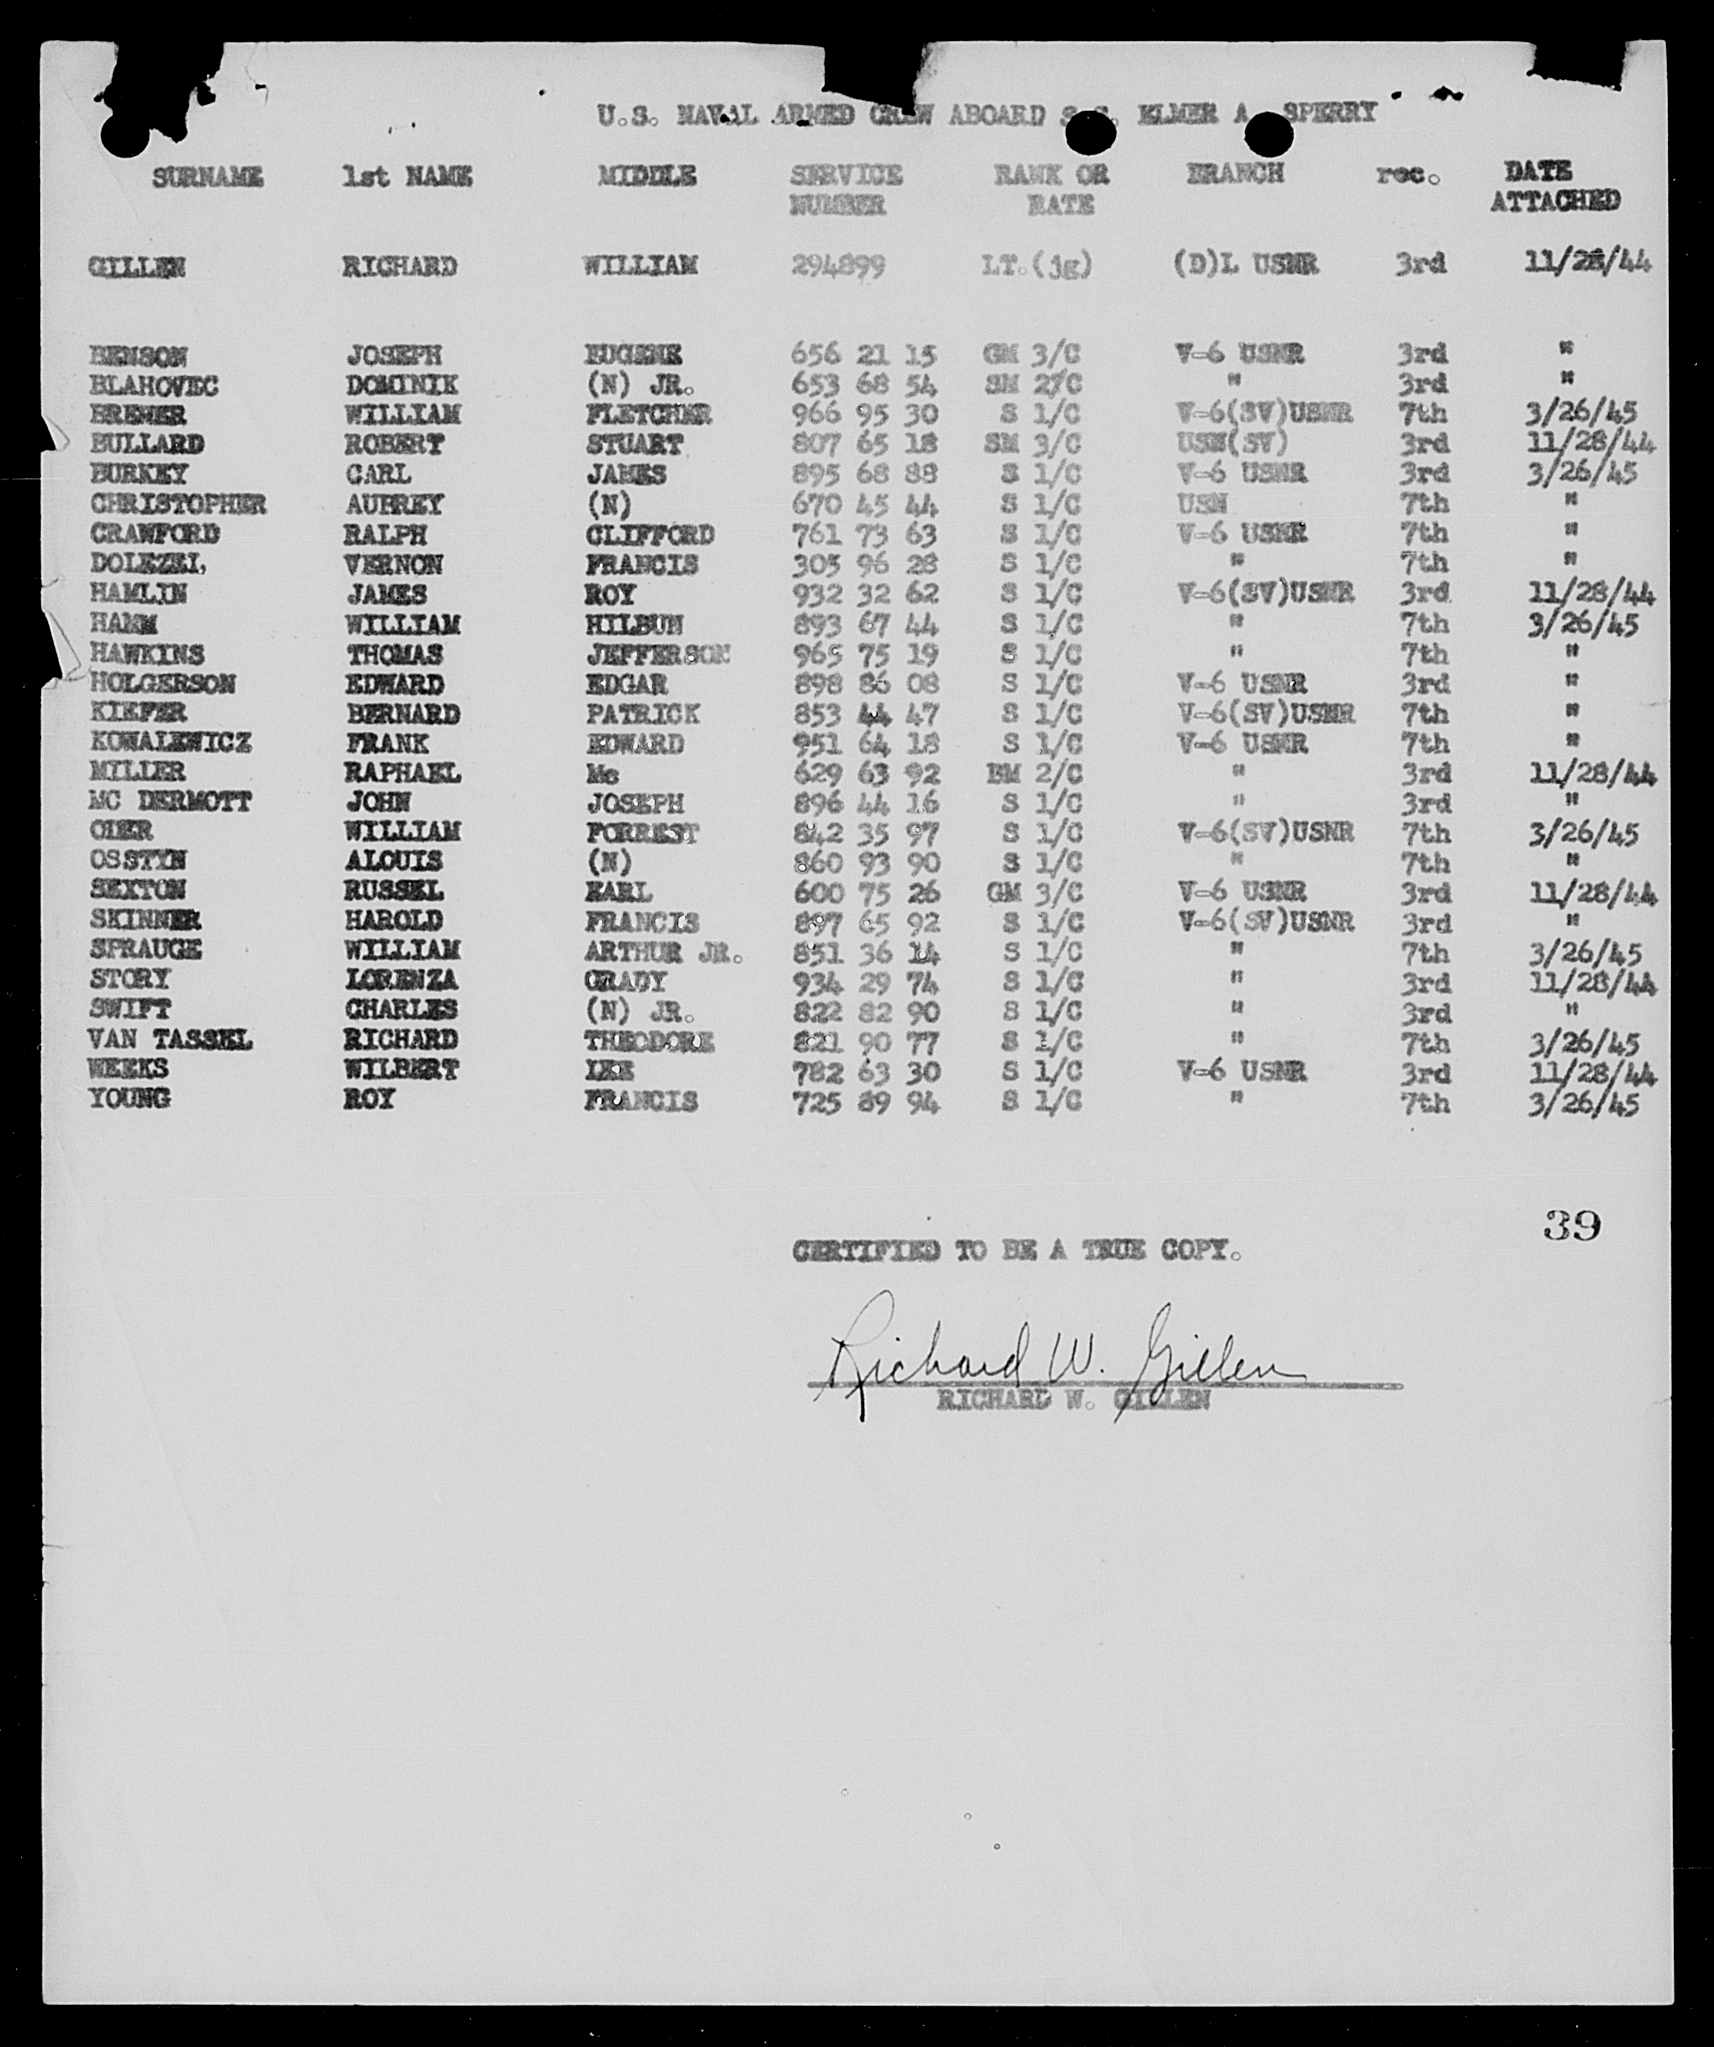 U.S. NAVAL ARMED CREW ABOARD S.S. ELMER A. SPERRY
SURNAME 1st NAME MIDDLE SERVICE NUMBER RANK OR RATE BRANCH rec. DATE ATTACHED
GILLEN RICHARD WILLIAM 294899 LT.(jg) (D)L USNR 3rd 11/28/44
BENSON JOSEPH EUGENE 656 21 15 GM 3/C V-6 USNR 3rd "
BLAHOVEC DOMINIK (N) JR. 653 68 54 SM 2/C " 3rd "
BREMER WILLIAM FLETCHER 966 95 30 S 1/C V-6(SV)USNR 7th 3/26/45
BULLARD ROBERT STUART 807 65 18 SM 3/C USN(SV) 3rd 11/28/44
BURKEY CARL JAMES 895 68 88 S 1/C V-6 USNR 3rd 3/26/45
CHRISTOPHER AUBREY (N) 670 45 44 S 1/C USN 7th "
CRAWFORD RALPH CLIFFORD 761 73 63 S 1/C V-6 USNR 7th "
DOLEZEL VERNON FRANCIS 305 96 28 S 1/C " 7th "
HAMLIN JAMES ROY 932 32 62 S 1/C V-6(SV)USNR 3rd 11/28/44
HAMM WILLIAM HILBUN 893 67 44 S 1/C " 7th 3/26/45
HAWKINS THOMAS JEFFERSON 965 75 19 S 1/C " 7th "
HOLGERSON EDWARD EDGAR 898 86 08 S 1/C V-6 USNR 3rd "
KIEFER BERNARD PATRICK 853 44 47 S 1/C V-6(SV)USNR 7th "
KOWALEWICZ FRANK EDWARD 951 64 18 S 1/C V-6 USNR 7th "
MILLER RAPHAEL Mc 629 63 92 BM 2/C " 3rd 11/28/44
MC DERMOTT JOHN JOSEPH 896 44 16 S 1/C " 3rd "
OIER WILLIAM FORREST 842 35 97 S 1/C V-6(SV)USNR 7th 3/26/45
OSSTYN ALOUIS (N) 860 93 90 S 1/C " 7th "
SEXTON RUSSEL EARL 600 75 26 GM 3/C V-6 USNR 3rd 11/28/44
SKINNER HAROLD FRANCIS 897 65 92 S 1/C V-6(SV)USNR 3rd "
SPRAUGE WILLIAM ARTHUR JR. 851 36 14 S 1/C " 7th 3/26/45
STORY LORENZA GRADY 934 29 74 S 1/C " 3rd 11/28/44
SWIFT CHARLES (N) JR. 822 82 90 S 1/C " 3rd "
VAN TASSEL RICHARD THEODORE 821 90 77 S 1/C " 7th 3/26/45
WEEKS WILBERT IKE 782 63 30 S 1/C V-6 USNR 3rd 11/28/44
YOUNG ROY FRANCIS 725 89 94 S 1/C " 7th 3/26/45
39
CERTIFIED TO BE A TRUE COPY.
Richard W. Gillen
RICHARD W. GILLEN